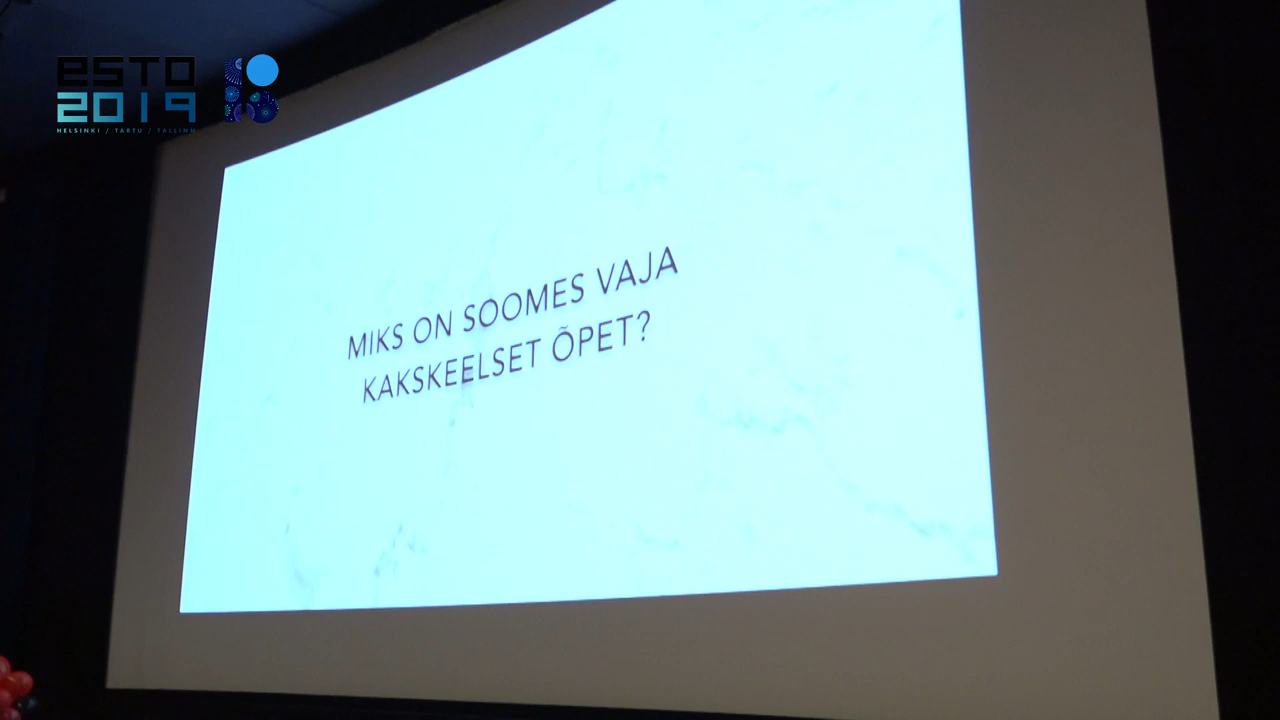 ESTO
2019
HELSINKI / TARTU / TALLINN
MIKS ON SOOMES VAJA
KAKSKEELSET ÕPET?